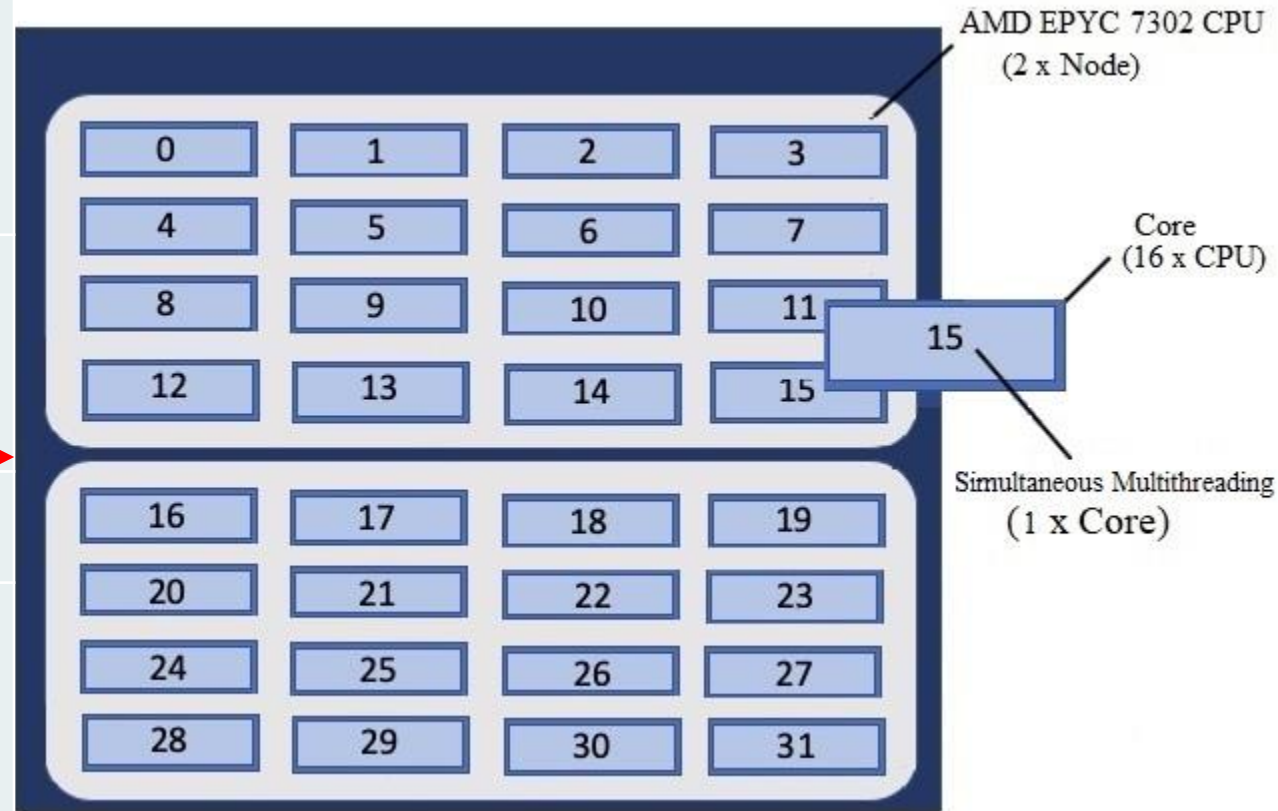 AMD EPYC 7302 CPU
(2 x Node)
0 1 2 3
4 5 6 7
Core
(16 x CPU)
8 9 10 11
15
12 13 14 15
Simultaneous Multithreading
(1 x Core)
16 17 18 19
20 21 22 23
24 25 26 27
28 29 30 31